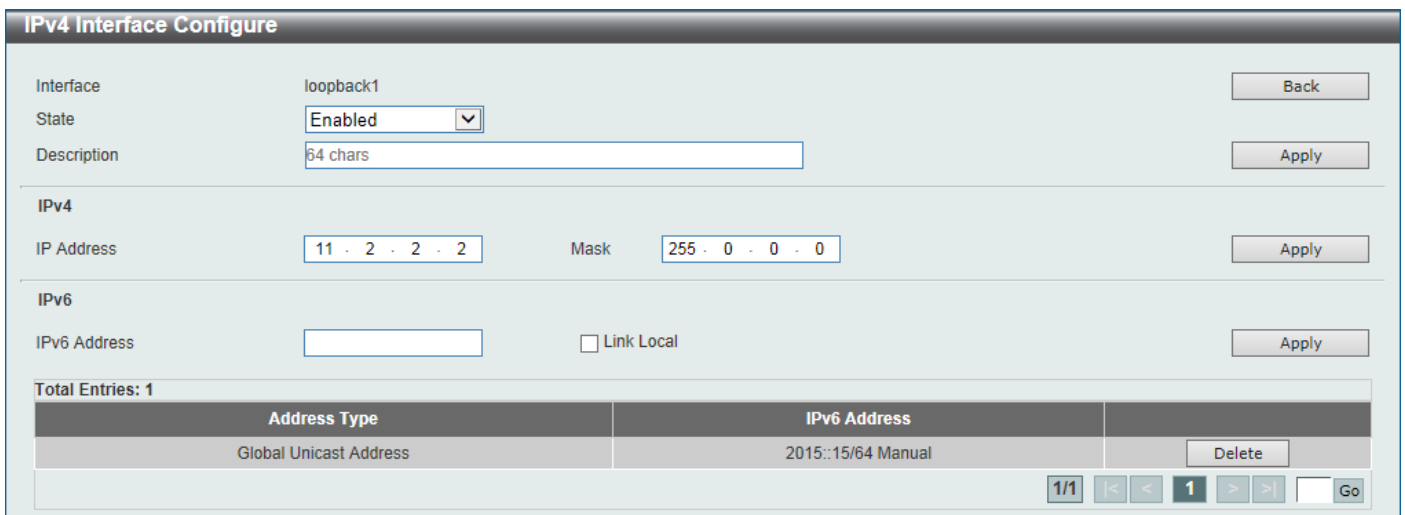 IPv4 Interface Configure
Interface loopback1 Back
State Enabled
Description 64 chars Apply
IPv4
IP Address 11 . 2 . 2 . 2 Mask 255 . 0 . 0 . 0 Apply
IPv6
IPv6 Address Link Local Apply
Total Entries: 1
Address Type IPv6 Address
Global Unicast Address 2015::15/64 Manual Delete
1/1 |< < 1 > >| Go